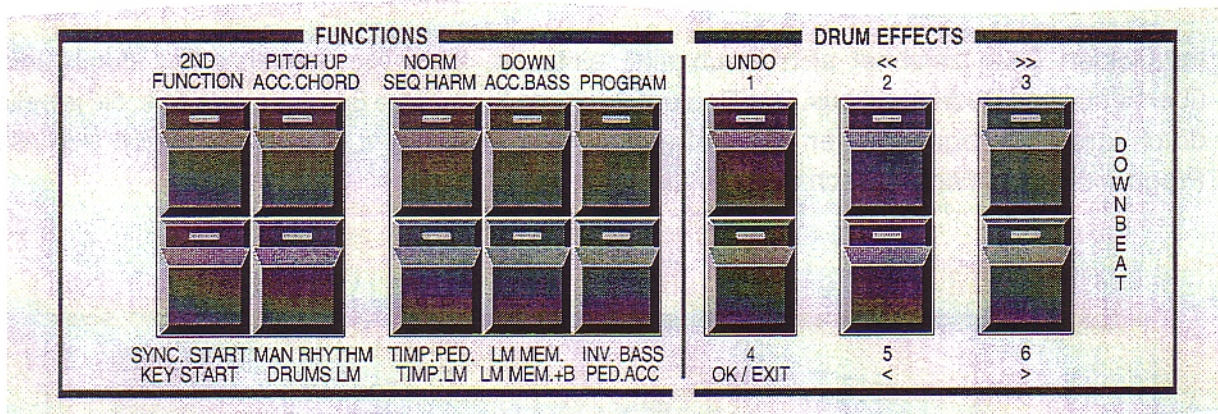 FUNCTIONS
2ND FUNCTION
PITCH UP ACC.CHORD
NORM SEQ HARM
DOWN ACC.BASS
PROGRAM
SYNC. START KEY START
MAN RHYTHM DRUMS LM
TIMP.PED. TIMP.LM
LM MEM. LM MEM.+B
INV. BASS PED.ACC
DRUM EFFECTS
UNDO 1
<< 2
>> 3
4 OK / EXIT
5 <
6 >
DOWNBEAT